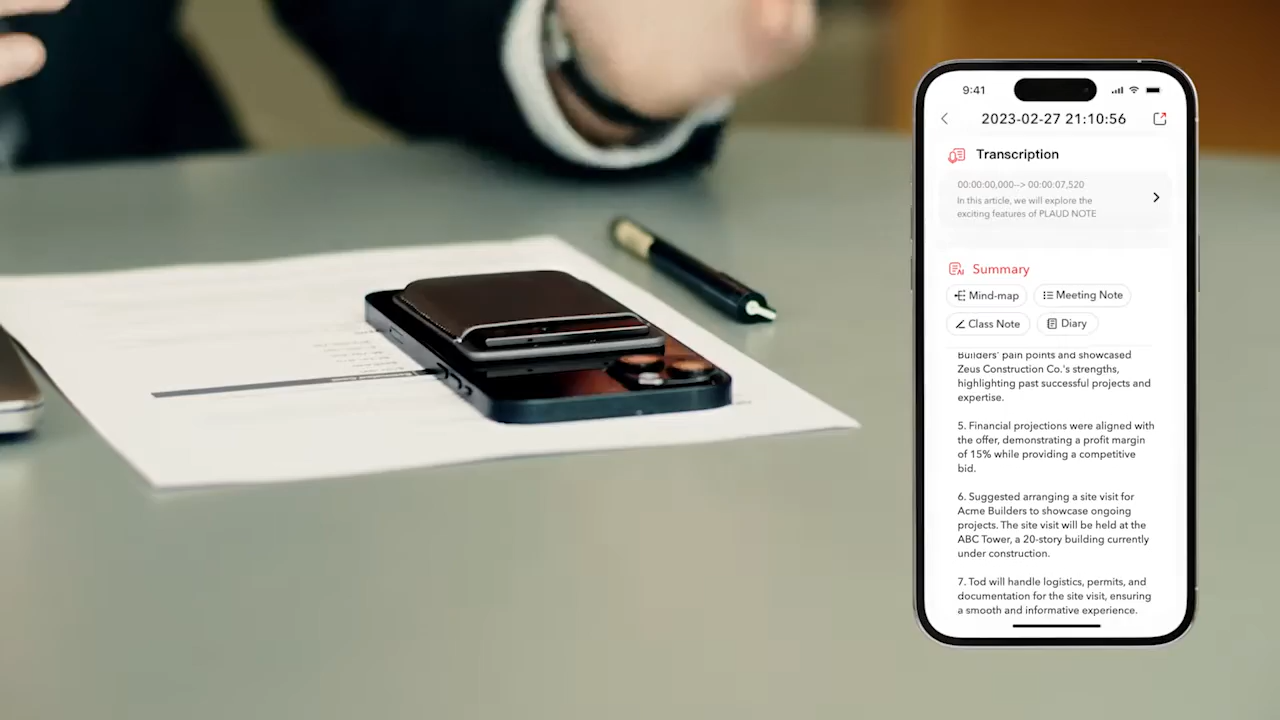 9:41
2023-02-27 21:10:56
Transcription
00:00:00,000--> 00:00:07,520
In this article, we will explore the
exciting features of PLAUD NOTE
Summary
Mind-map
Meeting Note
Class Note
Diary
Builders' pain points and showcased
Zeus Construction Co.'s strengths,
highlighting past successful projects and
expertise.
5. Financial projections were aligned with
the offer, demonstrating a profit margin
of 15% while providing a competitive
bid.
6. Suggested arranging a site visit for
Acme Builders to showcase ongoing
projects. The site visit will be held at the
ABC Tower, a 20-story building currently
under construction.
7. Tod will handle logistics, permits, and
documentation for the site visit, ensuring
a smooth and informative experience.